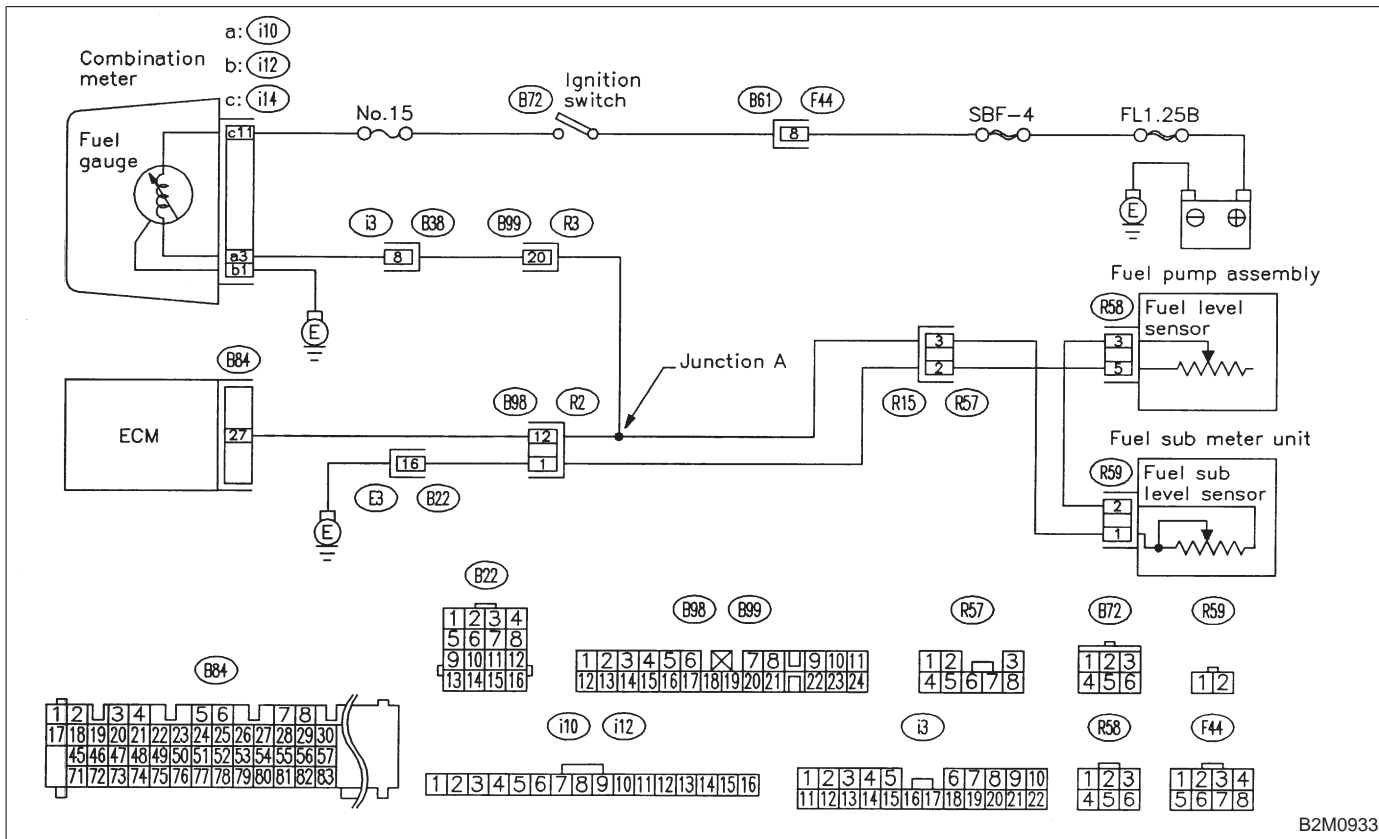 a: i10
Combination meter
b: i12
c: i14
Fuel gauge
c11
No.15
B72
Ignition switch
B61
F44
8
SBF-4
FL1.25B
E
⊖ ⊕
a3
b1
i3
B38
8
B99
R3
20
E
Fuel pump assembly
R58
Fuel level sensor
3
5
B84
ECM
27
B98
R2
12
1
Junction A
3
2
R15
R57
16
E3
B22
E
Fuel sub meter unit
R59
Fuel sub level sensor
2
1
B22
1 2 3 4
5 6 7 8
9 10 11 12
13 14 15 16
B98 B99
1 2 3 4 5 6 7 8 9 10 11
12 13 14 15 16 17 18 19 20 21 22 23 24
R57
1 2 3
4 5 6 7 8
B72
1 2 3
4 5 6
R59
1 2
B84
1 2 3 4 5 6 7 8
17 18 19 20 21 22 23 24 25 26 27 28 29 30
45 46 47 48 49 50 51 52 53 54 55 56 57
71 72 73 74 75 76 77 78 79 80 81 82 83
i10 i12
1 2 3 4 5 6 7 8 9 10 11 12 13 14 15 16
i3
1 2 3 4 5 6 7 8 9 10
11 12 13 14 15 16 17 18 19 20 21 22
R58
1 2 3
4 5 6
F44
1 2 3 4
5 6 7 8
B2M0933